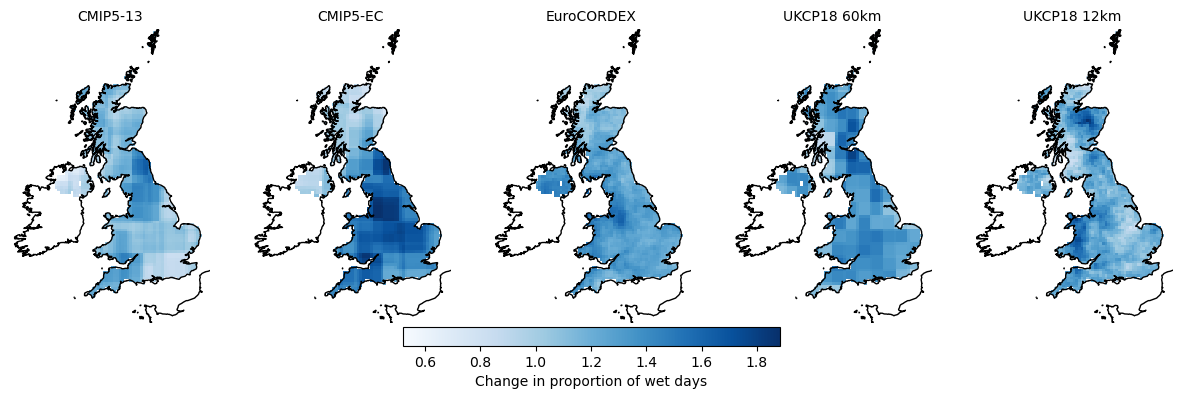 CMIP5-13 CMIP5-EC EuroCORDEX UKCP18 60km UKCP18 12km
0.6 0.8 1.0 1.2 1.4 1.6 1.8
Change in proportion of wet days